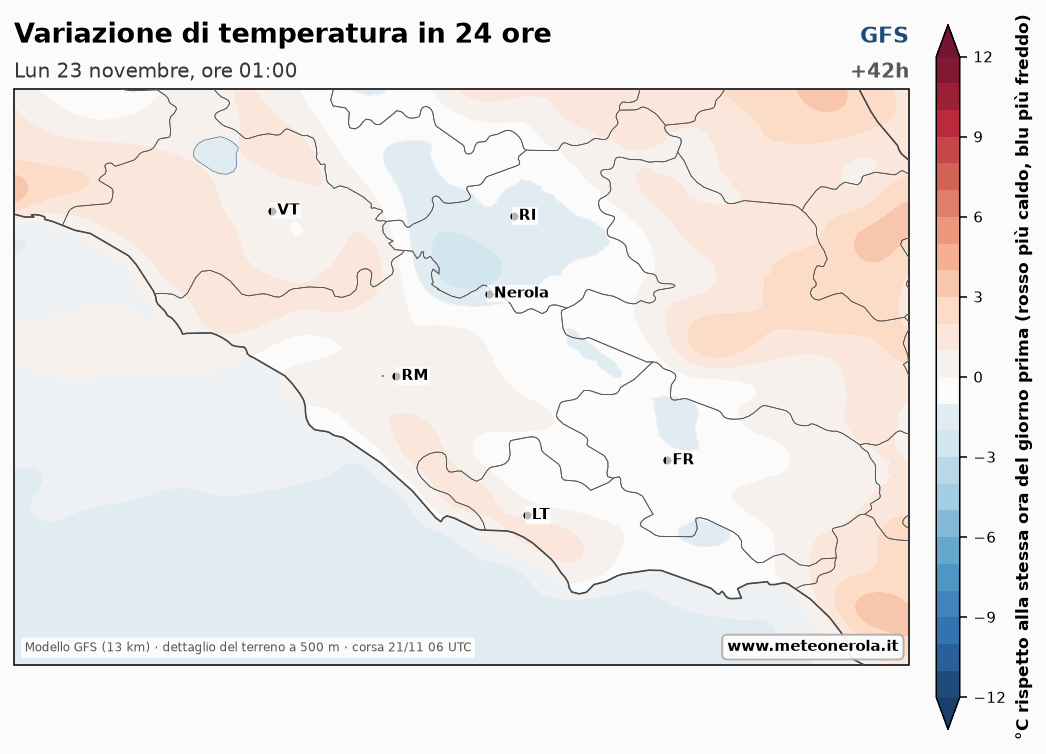 Variazione di temperatura in 24 ore
GFS
Lun 23 novembre, ore 01:00
+42h
VT
RI
Nerola
RM
FR
LT
Modello GFS (13 km) · dettaglio del terreno a 500 m · corsa 21/11 06 UTC
www.meteonerola.it
12
9
6
3
0
−3
−6
−9
−12
°C rispetto alla stessa ora del giorno prima (rosso più caldo, blu più freddo)